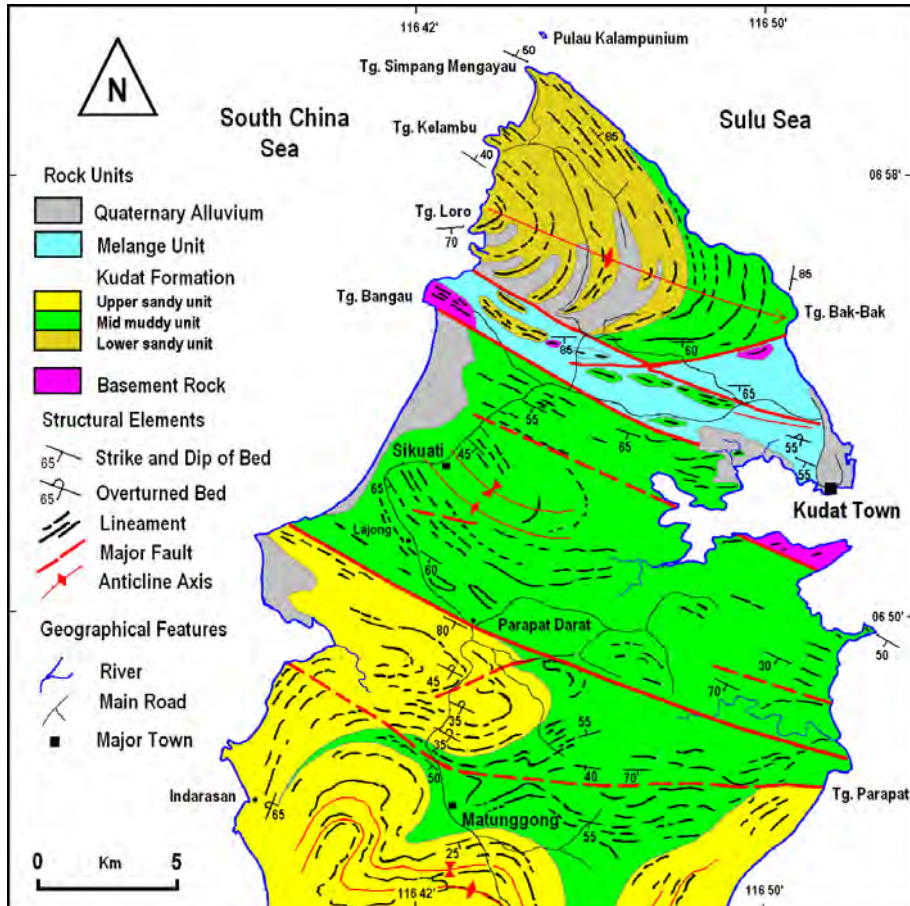 116 42'
116 50'
50
Pulau Kalampunium
Tg. Simpang Mengayau
N
South China
Sea
Sulu Sea
Tg. Kelambu
85
40
06 58'
Rock Units
Quaternary Alluvium
Tg. Loro
70
Melange Unit
85
Kudat Formation
Upper sandy unit
Mid muddy unit
Lower sandy unit
Tg. Bangau
Tg. Bak-Bak
85
60
Basement Rock
65
Structural Elements
55
65
55
55
65 Strike and Dip of Bed
Sikuati
45
65
65 Overturned Bed
Kudat Town
Lineament
Lajong
Major Fault
60
Anticline Axis
06 50'
Geographical Features
80
Parapat Darat
50
River
45
30
70
Main Road
35
55
35
Major Town
50
40
70'
Indarasan
65
Tg. Parapat
Matunggong
55
0
Km
5
25'
116 42'
116 50'